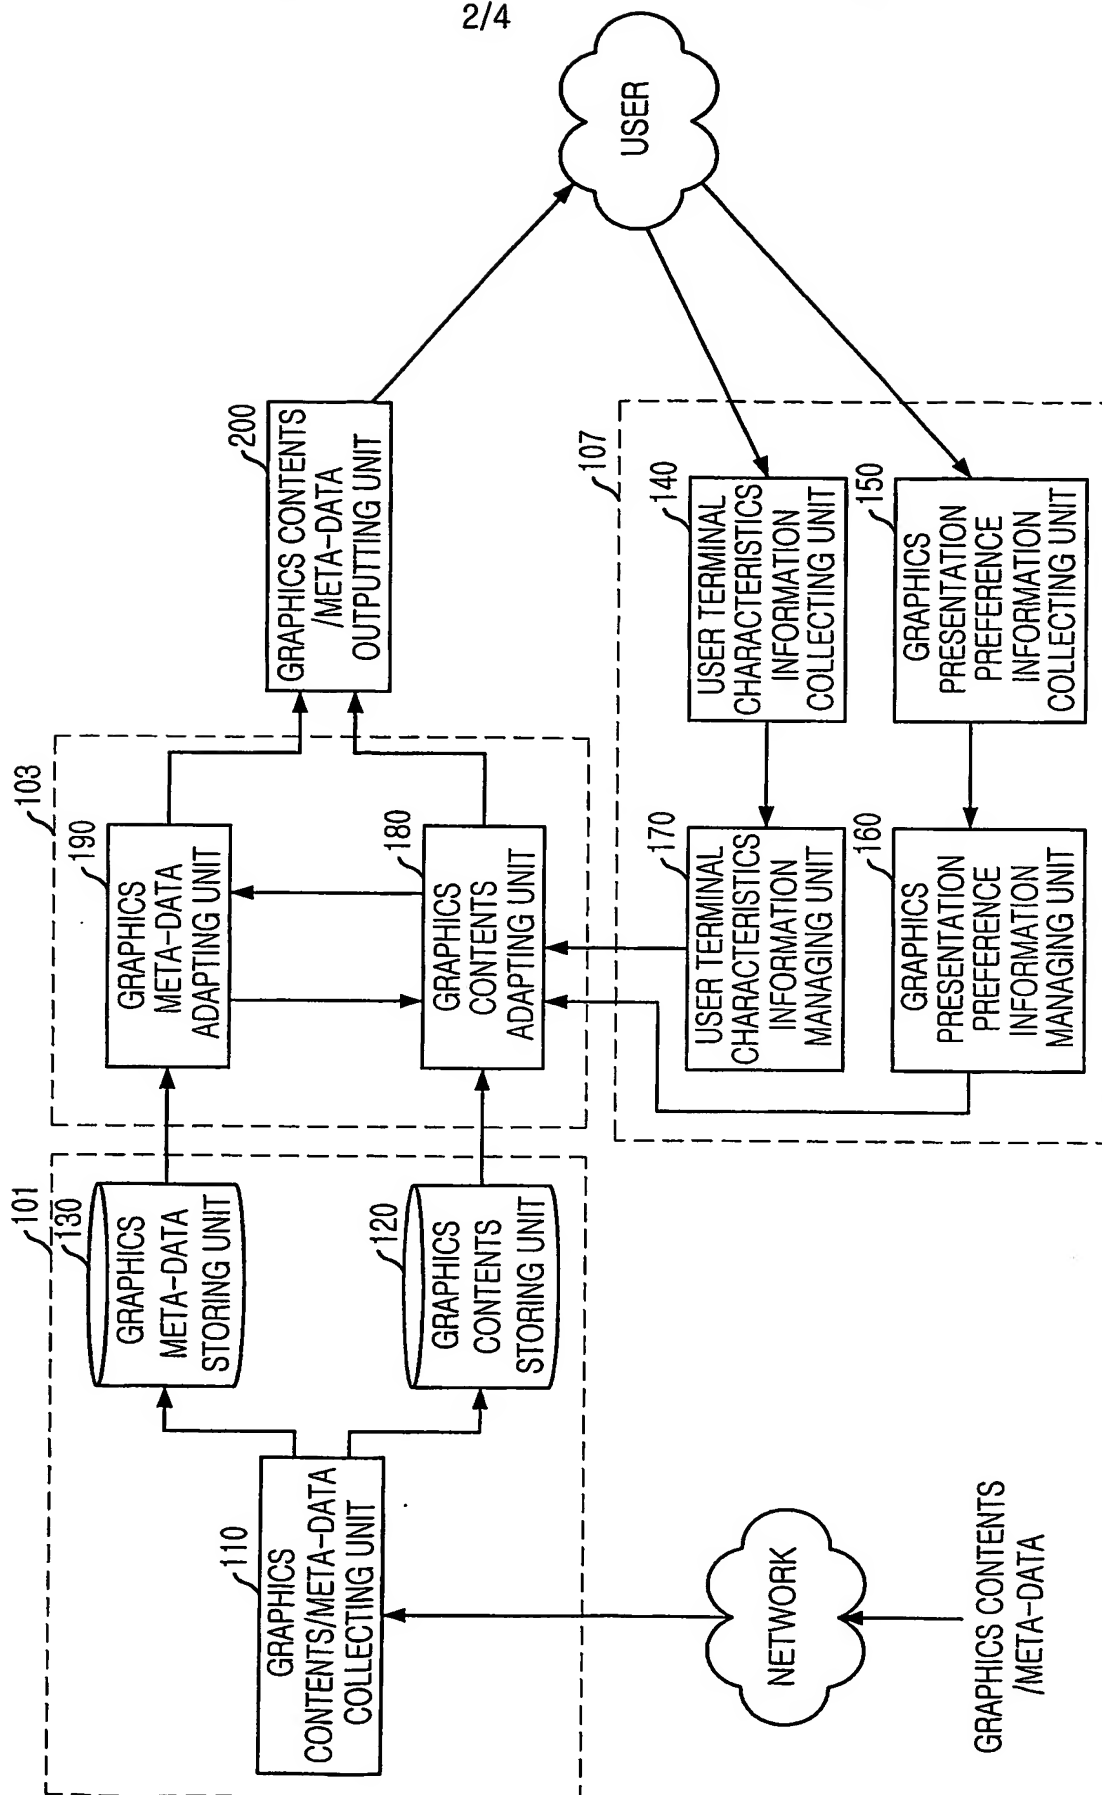 2/4
101
110
GRAPHICS
CONTENTS/META-DATA
COLLECTING UNIT
130
GRAPHICS
META-DATA
STORING UNIT
120
GRAPHICS
CONTENTS
STORING UNIT
103
190
GRAPHICS
META-DATA
ADAPTING UNIT
180
GRAPHICS
CONTENTS
ADAPTING UNIT
200
GRAPHICS CONTENTS
/META-DATA
OUTPUTTING UNIT
USER
107
170
USER TERMINAL
CHARACTERISTICS
INFORMATION
MANAGING UNIT
140
USER TERMINAL
CHARACTERISTICS
INFORMATION
COLLECTING UNIT
160
GRAPHICS
PRESENTATION
PREFERENCE
INFORMATION
MANAGING UNIT
150
GRAPHICS
PRESENTATION
PREFERENCE
INFORMATION
COLLECTING UNIT
NETWORK
GRAPHICS CONTENTS
/META-DATA